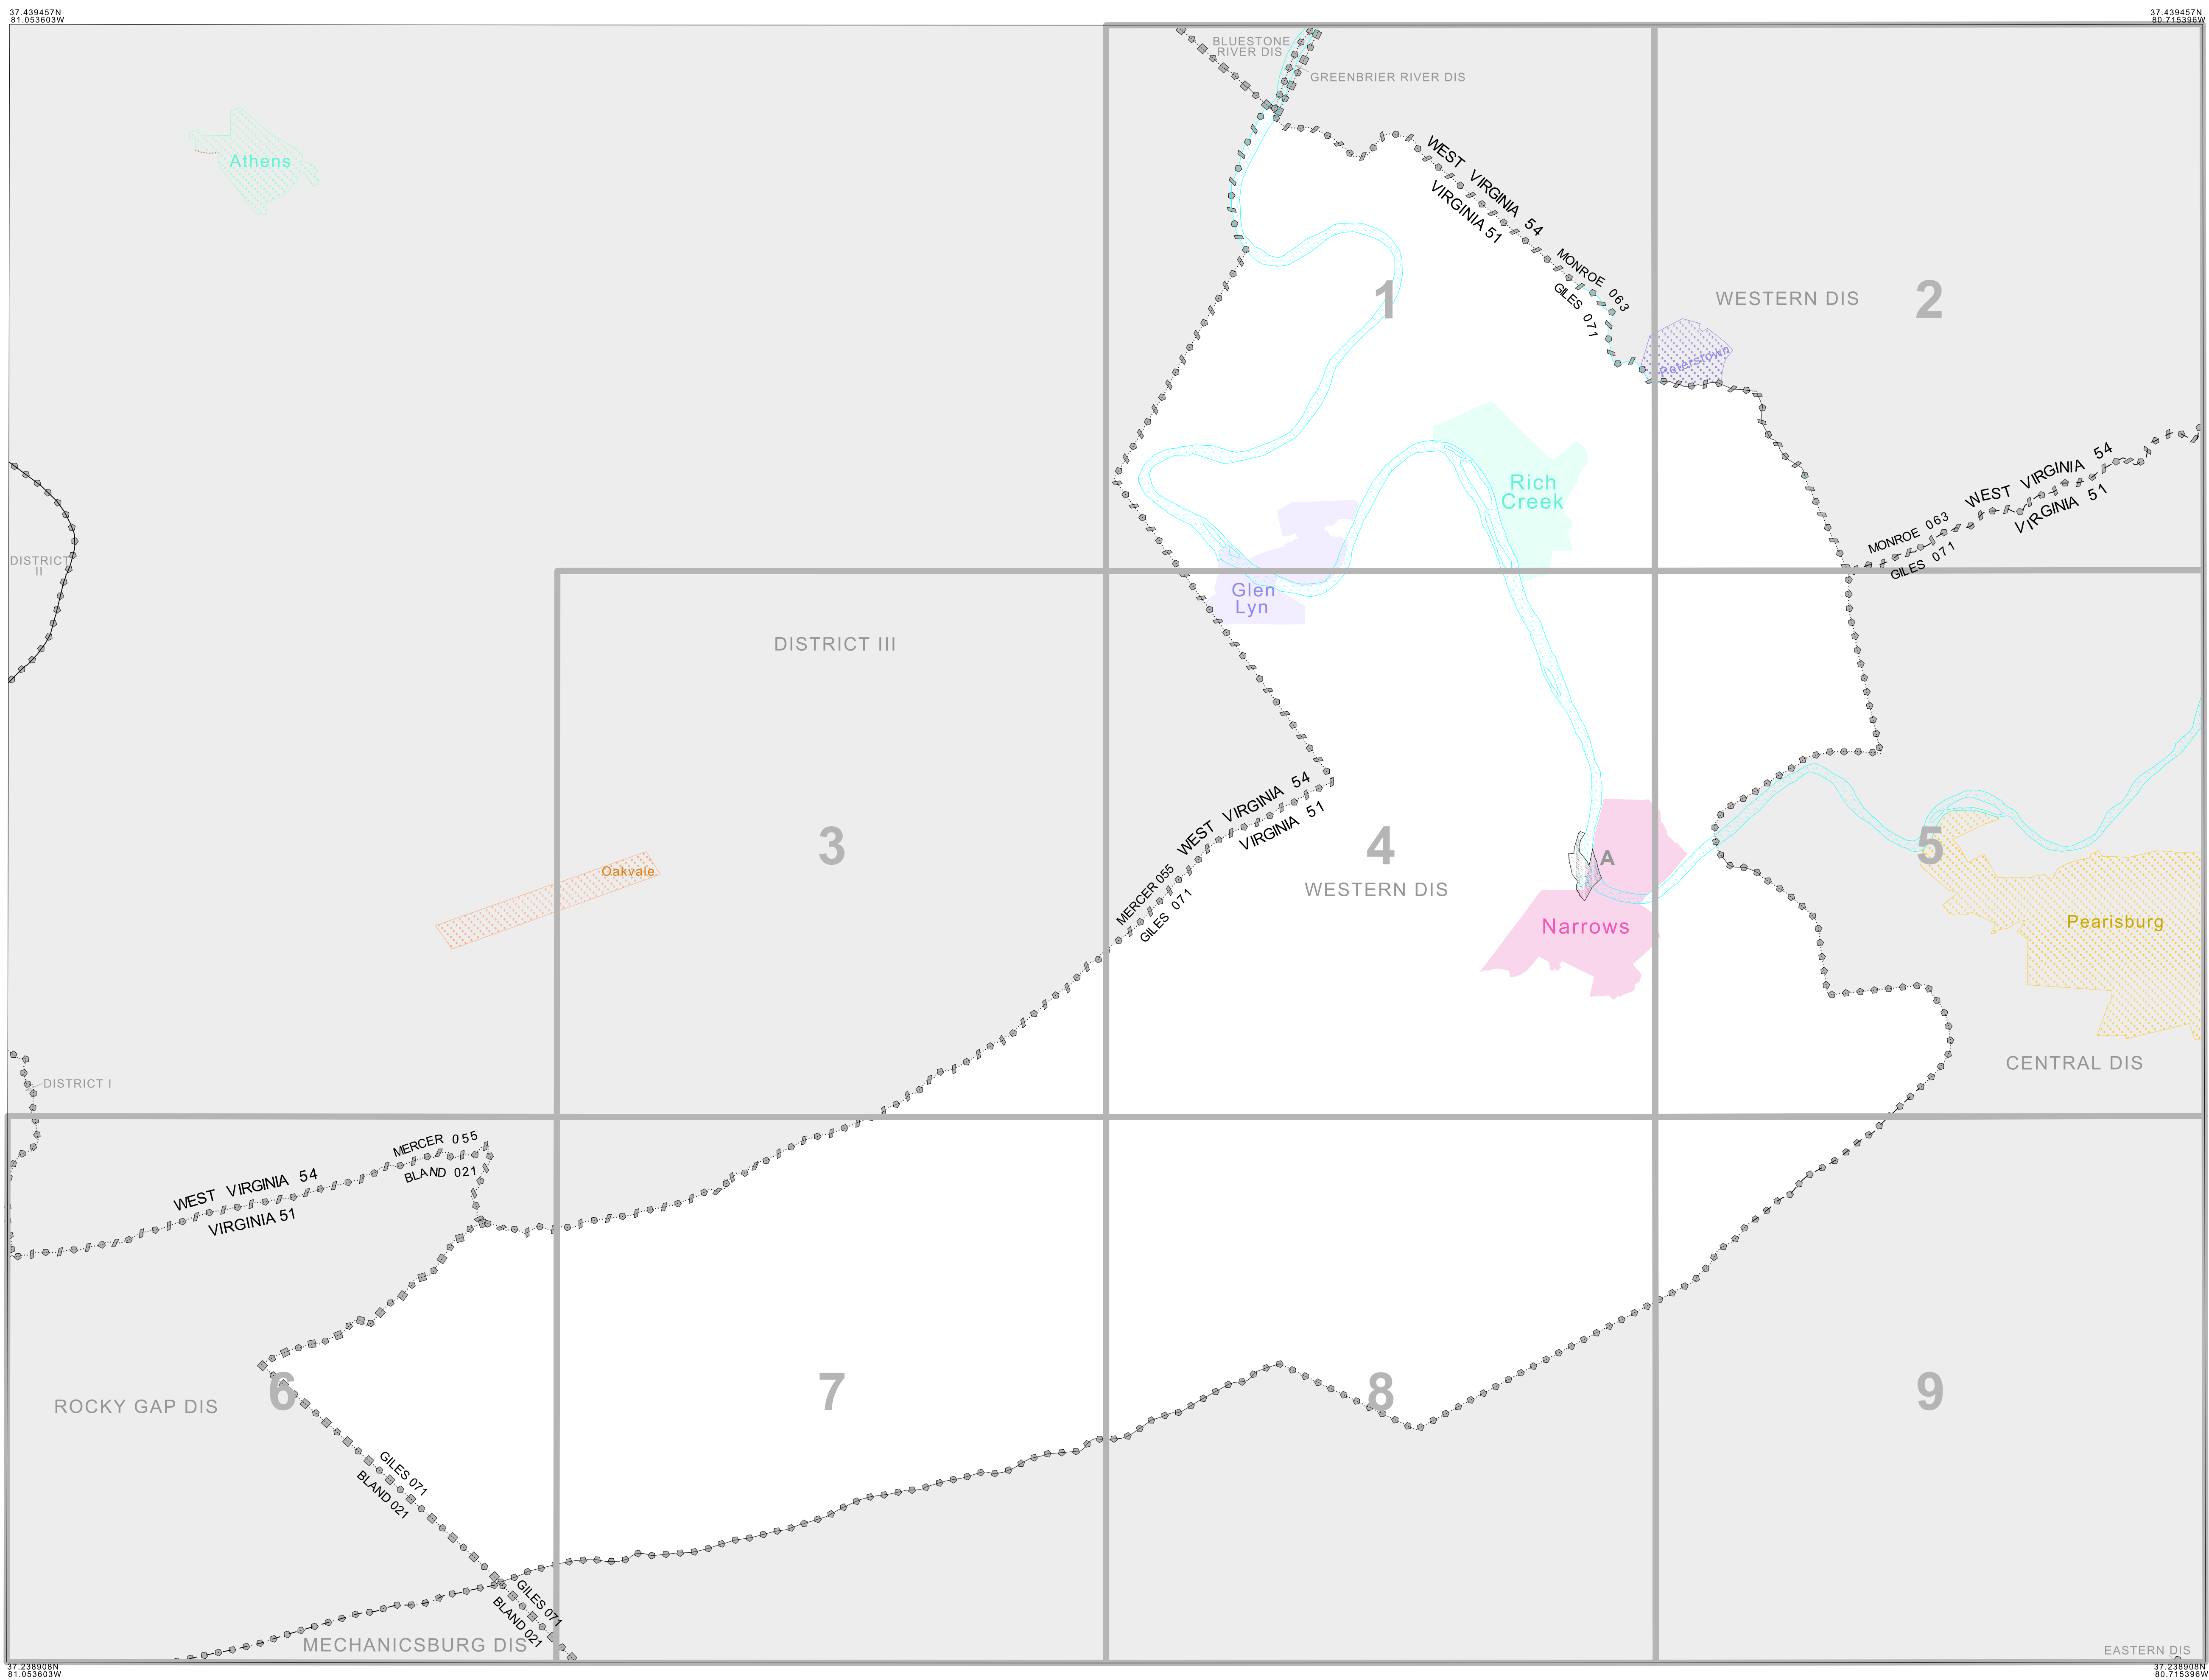 37.439457N
81.053603W
37.439457N
80.715396W
BLUESTONE
RIVER DIS
GREENBRIER RIVER DIS
Athens
WEST VIRGINIA 54
VIRGINIA 51
MONROE 063
GILES 071
1
WESTERN DIS
2
Peterstown
WEST VIRGINIA 54
VIRGINIA 51
MONROE 063
GILES 071
Rich
Creek
DISTRICT
II
Glen
Lyn
DISTRICT III
WEST VIRGINIA 54
VIRGINIA 51
3
4
5
A
MERCER 055
GILES 071
Oakvale
WESTERN DIS
Narrows
Pearisburg
CENTRAL DIS
DISTRICT I
MERCER 055
BLAND 021
WEST VIRGINIA 54
VIRGINIA 51
6
7
8
9
ROCKY GAP DIS
GILES 071
BLAND 021
GILES 071
BLAND 021
MECHANICSBURG DIS
EASTERN DIS
37.238908N
81.053603W
37.238908N
80.715396W